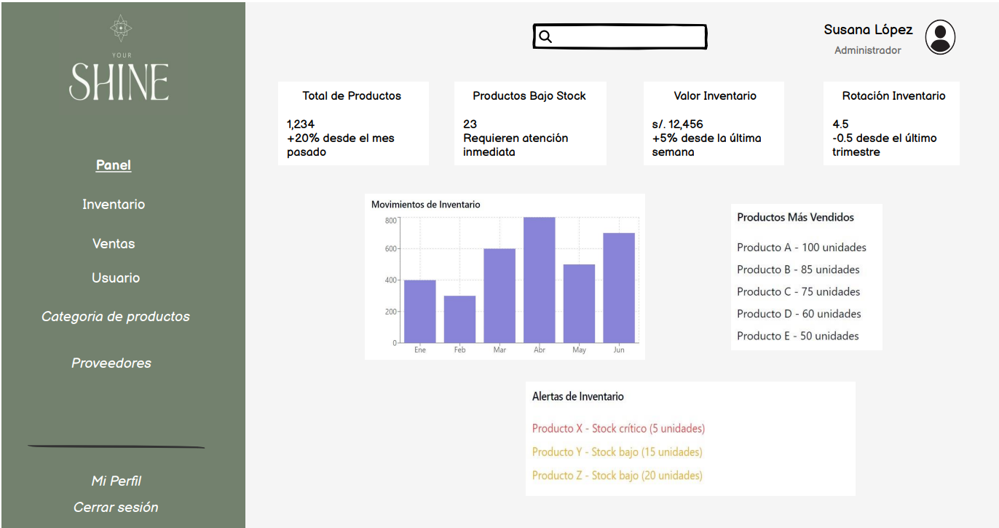 YOUR
SHINE
Panel
Inventario
Ventas
Usuario
Categoria de productos
Proveedores
Mi Perfil
Cerrar sesión
Susana López
Administrador
Total de Productos
1,234
+20% desde el mes
pasado
Productos Bajo Stock
23
Requieren atención
inmediata
Valor Inventario
s/. 12,456
+5% desde la última
semana
Rotación Inventario
4.5
-0.5 desde el último
trimestre
Movimientos de Inventario
800
600
400
200
0
Ene Feb Mar Abr May Jun
Productos Más Vendidos
Producto A - 100 unidades
Producto B - 85 unidades
Producto C - 75 unidades
Producto D - 60 unidades
Producto E - 50 unidades
Alertas de Inventario
Producto X - Stock crítico (5 unidades)
Producto Y - Stock bajo (15 unidades)
Producto Z - Stock bajo (20 unidades)